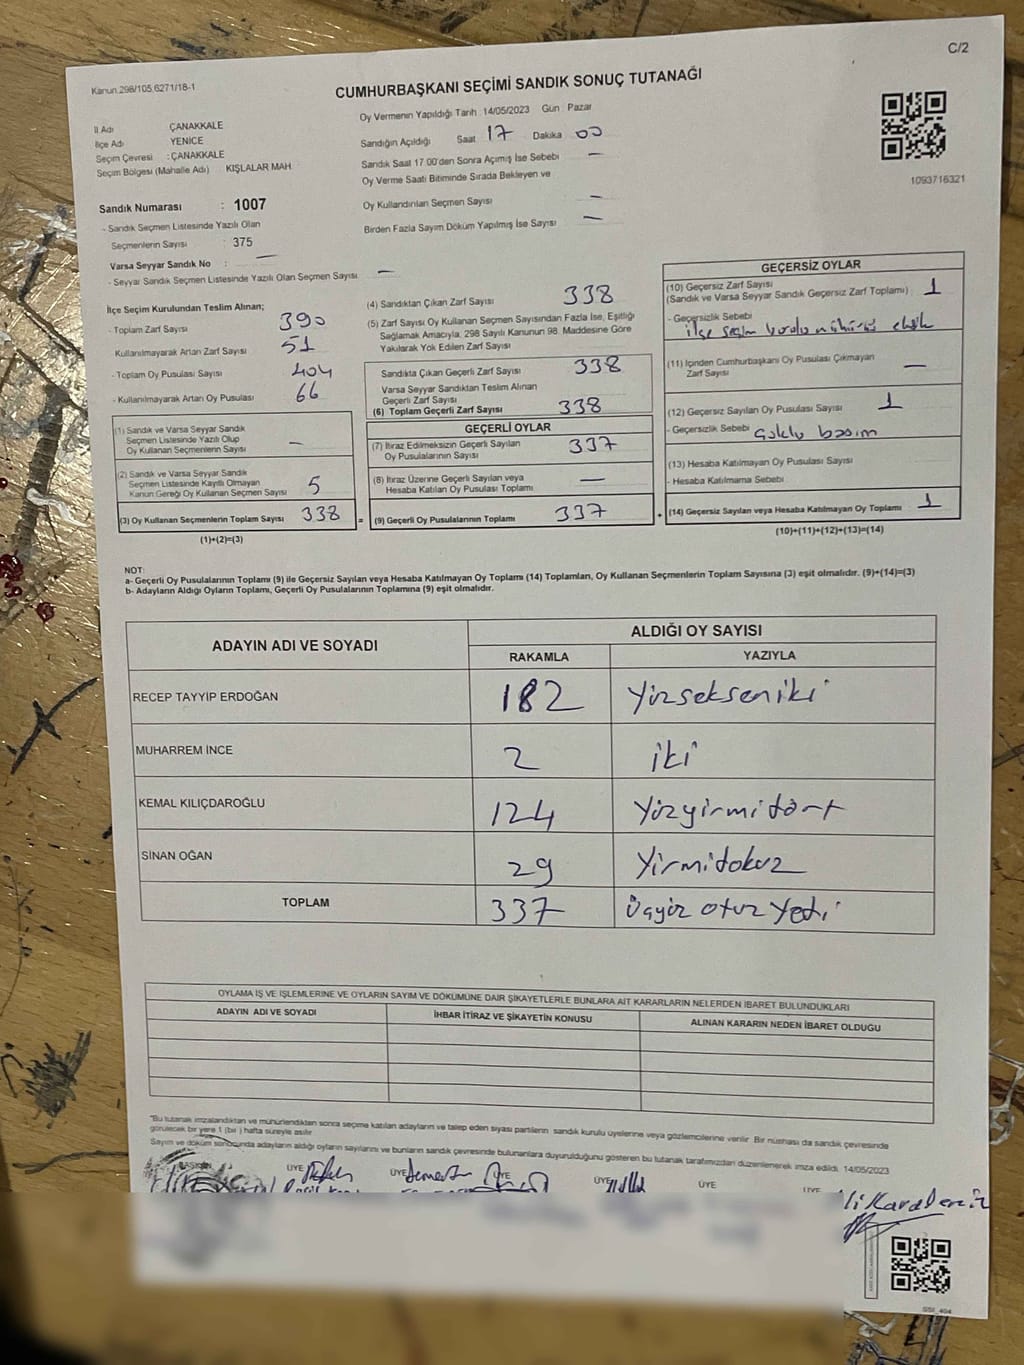 C/2
Kanun 298/105,6271/18-1
CUMHURBAŞKANI SEÇİMİ SANDIK SONUÇ TUTANAĞI
İl Adı ÇANAKKALE
İlçe Adı YENİCE
Seçim Çevresi : ÇANAKKALE
Seçim Bölgesi (Mahalle Adı) KIŞLALAR MAH
Sandık Numarası : 1007
- Sandık Seçmen Listesinde Yazılı Olan
Seçmenlerin Sayısı : 375
Varsa Seyyar Sandık No : —
- Seyyar Sandık Seçmen Listesinde Yazılı Olan Seçmen Sayısı —
Oy Vermenin Yapıldığı Tarih 14/05/2023 Gün Pazar
Sandığın Açıldığı Saat 17 Dakika 00
Sandık Saat 17.00'den Sonra Açımış İse Sebebi —
Oy Verme Saati Bitiminde Sırada Bekleyen ve
Oy Kullandırılan Seçmen Sayısı —
Birden Fazla Sayım Döküm Yapılmış İse Sayısı —
1093716321
İlçe Seçim Kurulundan Teslim Alınan;
- Toplam Zarf Sayısı 390
Kullanılmayarak Artan Zarf Sayısı 51
- Toplam Oy Pusulası Sayısı 404
- Kullanılmayarak Artan Oy Pusulası 66
(1) Sandık ve Varsa Seyyar Sandık
Seçmen Listesinde Yazılı Olup
Oy Kullanan Seçmenlerin Sayısı —
(2) Sandık ve Varsa Seyyar Sandık
Seçmen Listesinde Kayıtlı Olmayan
Kanun Gereği Oy Kullanan Seçmen Sayısı 5
(3) Oy Kullanan Seçmenlerin Toplam Sayısı 338 =
(1)+(2)=(3)
(4) Sandıktan Çıkan Zarf Sayısı 338
(5) Zarf Sayısı Oy Kullanan Seçmen Sayısından Fazla İse, Eşitliği
Sağlamak Amacıyla, 298 Sayılı Kanunun 98. Maddesine Göre
Yakılarak Yok Edilen Zarf Sayısı
Sandıkta Çıkan Geçerli Zarf Sayısı 338
Varsa Seyyar Sandıktan Teslim Alınan
Geçerli Zarf Sayısı
(6) Toplam Geçerli Zarf Sayısı 338
GEÇERLİ OYLAR
(7) İtiraz Edilmeksizin Geçerli Sayılan
Oy Pusulalarının Sayısı 337
(8) İtiraz Üzerine Geçerli Sayılan veya
Hesaba Katılan Oy Pusulası Toplamı —
(9) Geçerli Oy Pusulalarının Toplamı 337 +
GEÇERSİZ OYLAR
(10) Geçersiz Zarf Sayısı
(Sandık ve Varsa Seyyar Sandık Geçersiz Zarf Toplamı) 1
- Geçersizlik Sebebi
ilçe seçim kurulu mührü eksik
(11) İçinden Cumhurbaşkanı Oy Pusulası Çıkmayan
Zarf Sayısı —
(12) Geçersiz Sayılan Oy Pusulası Sayısı 1
- Geçersizlik Sebebi çoklu basım
(13) Hesaba Katılmayan Oy Pusulası Sayısı
- Hesaba Katılmama Sebebi
(14) Geçersiz Sayılan veya Hesaba Katılmayan Oy Toplamı 1
(10)+(11)+(12)+(13)=(14)
NOT:
a- Geçerli Oy Pusulalarının Toplamı (9) ile Geçersiz Sayılan veya Hesaba Katılmayan Oy Toplamı (14) Toplamları, Oy Kullanan Seçmenlerin Toplam Sayısına (3) eşit olmalıdır. (9)+(14)=(3)
b- Adayların Aldığı Oyların Toplamı, Geçerli Oy Pusulalarının Toplamına (9) eşit olmalıdır.
ADAYIN ADI VE SOYADI ALDIĞI OY SAYISI
RAKAMLA YAZIYLA
RECEP TAYYİP ERDOĞAN 182 Yüzsekseniki
MUHARREM İNCE 2 iki
KEMAL KILIÇDAROĞLU 124 Yüzyirmidört
SİNAN OĞAN 29 Yirmidokuz
TOPLAM 337 Üçyüz otuz Yedi
OYLAMA İŞ VE İŞLEMLERİNE VE OYLARIN SAYIM VE DÖKÜMÜNE DAİR ŞİKAYETLERLE BUNLARA AİT KARARLARIN NELERDEN İBARET BULUNDUKLARI
ADAYIN ADI VE SOYADI İHBAR İTİRAZ VE ŞİKAYETİN KONUSU ALINAN KARARIN NEDEN İBARET OLDUĞU
"Bu tutanak imzalandıktan ve mühürlendikten sonra seçime katılan adayların ve talep eden siyasi partilerin sandık kurulu üyelerine veya gözlemcilerine verilir. Bir nüshası da sandık çevresinde
görülecek bir yere 1 (bir) hafta süreyle asılır
Sayım ve döküm sonucunda adayların aldığı oyların sayılarını ve bunların sandık çevresinde bulunanlara duyurulduğunu gösteren bu tutanak tarafımızdan düzenlenerek imza edildi. 14/05/2023
BAŞKAN ÜYE ÜYE ÜYE ÜYE ÜYE ÜYE
Ali Karadeniz
SSI_404